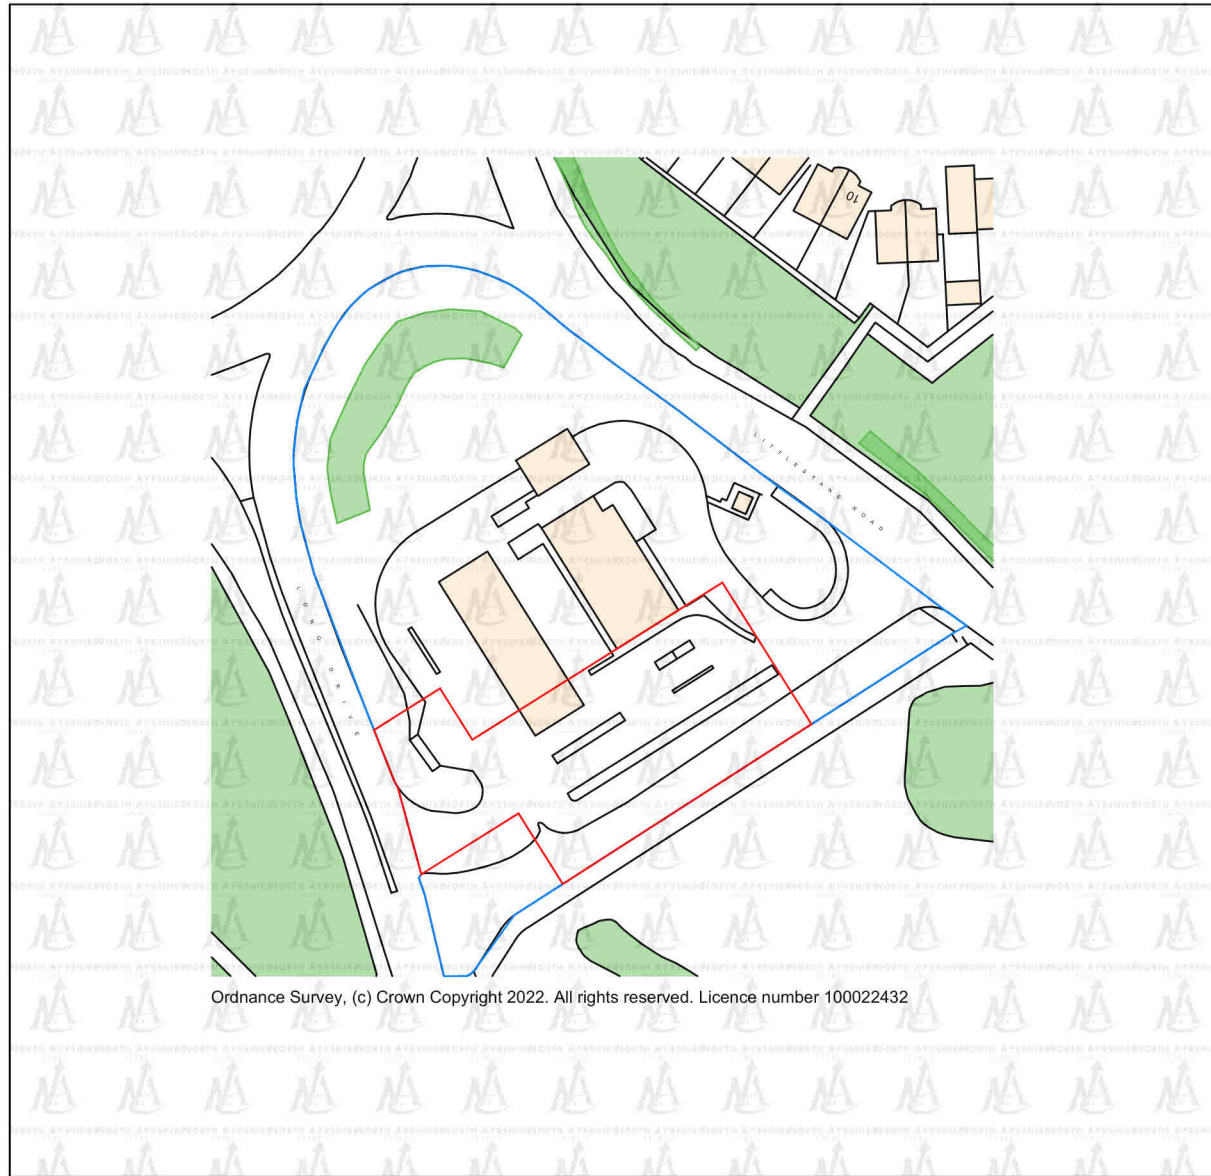 10
LITTLESTANE ROAD
LONG DRIVE
Ordnance Survey, (c) Crown Copyright 2022. All rights reserved. Licence number 100022432